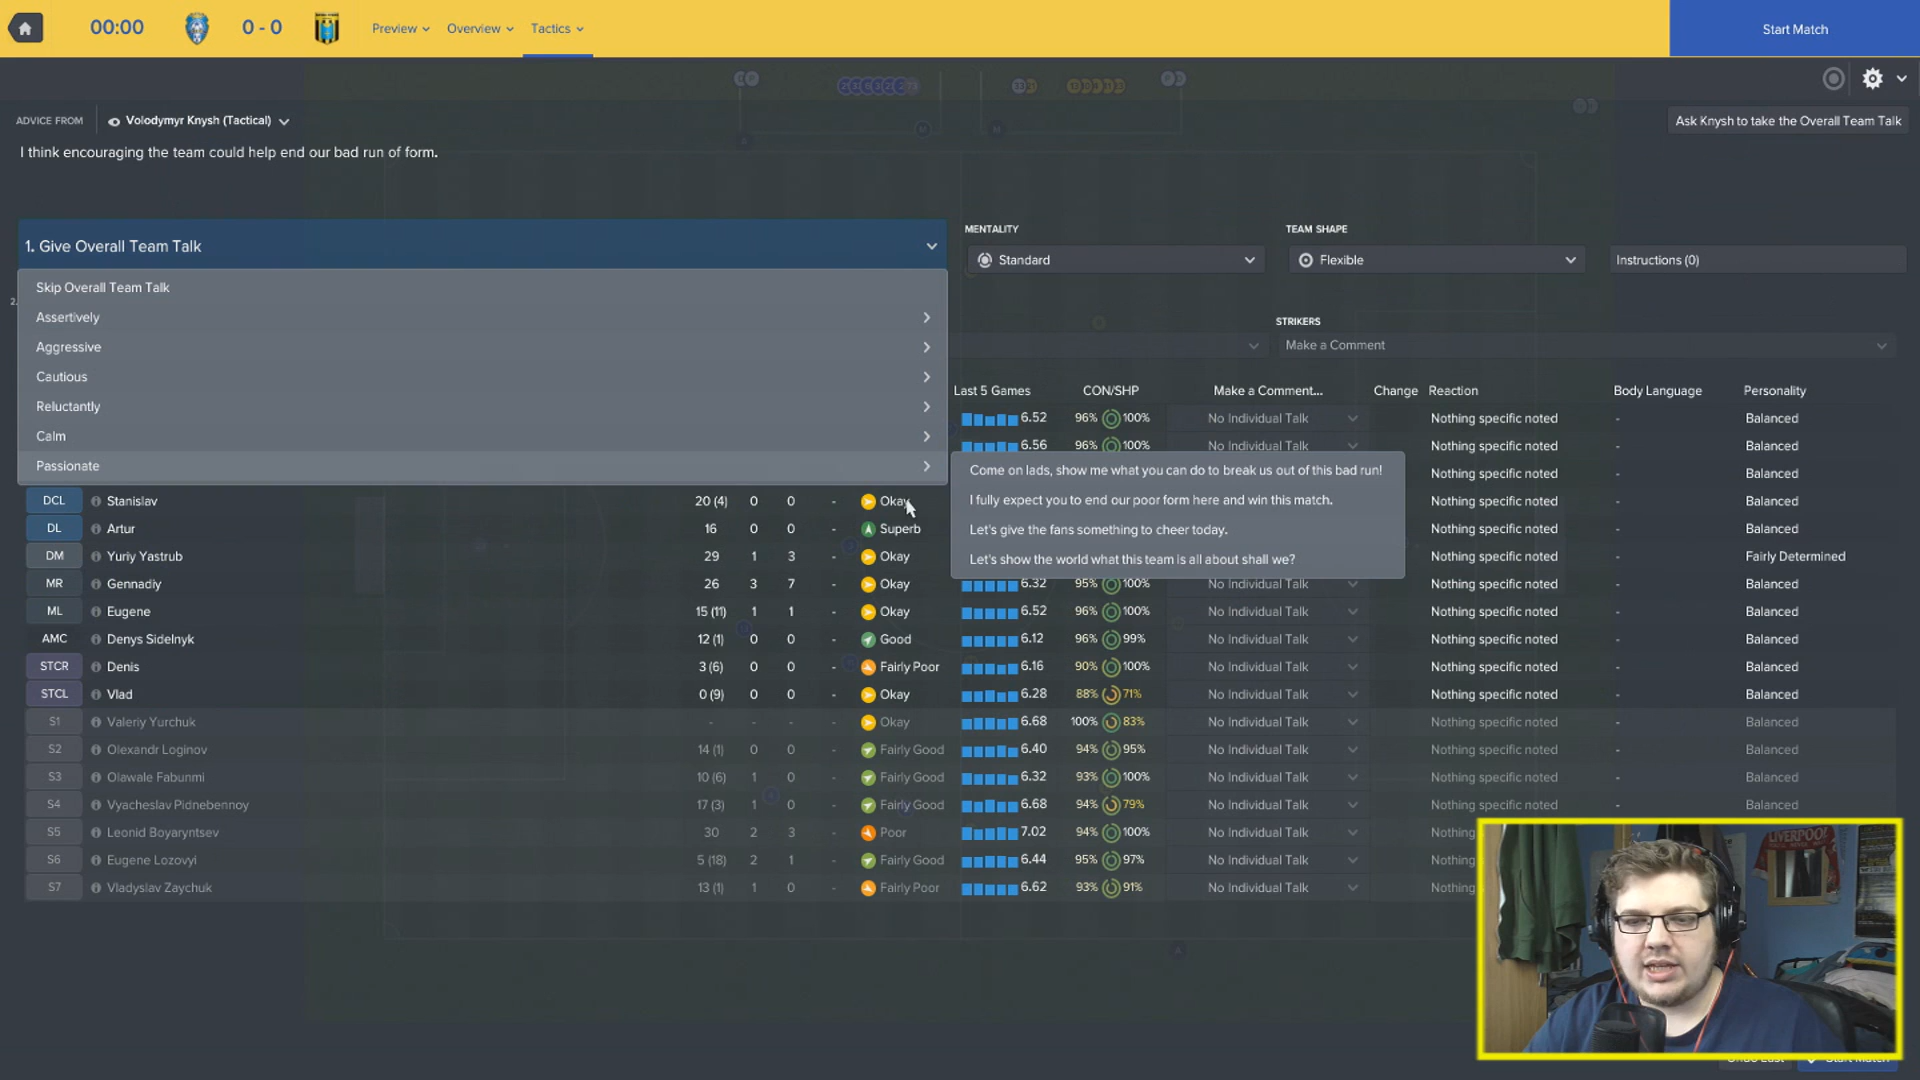 00:00 0 - 0 Preview Overview Tactics Start Match
ADVICE FROM Volodymyr Knysh (Tactical) Ask Knysh to take the Overall Team Talk
I think encouraging the team could help end our bad run of form.
1. Give Overall Team Talk
MENTALITY TEAM SHAPE
Standard Flexible Instructions (0)
Skip Overall Team Talk
Assertively
Aggressive
Cautious
Reluctantly
Calm
Passionate
STRIKERS
Make a Comment
Come on lads, show me what you can do to break us out of this bad run!
I fully expect you to end our poor form here and win this match.
Let's give the fans something to cheer today.
Let's show the world what this team is all about shall we?
Last 5 Games CON/SHP Make a Comment... Change Reaction Body Language Personality
6.52 96% 100% No Individual Talk Nothing specific noted - Balanced
6.56 96% 100% No Individual Talk Nothing specific noted - Balanced
Nothing specific noted - Balanced
DCL Stanislav 20 (4) 0 0 - Okay Nothing specific noted - Balanced
DL Artur 16 0 0 - Superb Nothing specific noted - Balanced
DM Yuriy Yastrub 29 1 3 - Okay Nothing specific noted - Fairly Determined
MR Gennadiy 26 3 7 - Okay 6.32 95% 100% No Individual Talk Nothing specific noted - Balanced
ML Eugene 15 (11) 1 1 - Okay 6.52 96% 100% No Individual Talk Nothing specific noted - Balanced
AMC Denys Sidelnyk 12 (1) 0 0 - Good 6.12 96% 99% No Individual Talk Nothing specific noted - Balanced
STCR Denis 3 (6) 0 0 - Fairly Poor 6.16 90% 100% No Individual Talk Nothing specific noted - Balanced
STCL Vlad 0 (9) 0 0 - Okay 6.28 88% 71% No Individual Talk Nothing specific noted - Balanced
S1 Valeriy Yurchuk - - - - Okay 6.68 100% 83% No Individual Talk Nothing specific noted - Balanced
S2 Olexandr Loginov 14 (1) 0 0 - Fairly Good 6.40 94% 95% No Individual Talk Nothing specific noted - Balanced
S3 Olawale Fabunmi 10 (6) 1 0 - Fairly Good 6.32 93% 100% No Individual Talk Nothing specific noted - Balanced
S4 Vyacheslav Pidnebennoy 17 (3) 1 0 - Fairly Good 6.68 94% 79% No Individual Talk Nothing specific noted - Balanced
S5 Leonid Boyaryntsev 30 2 3 - Poor 7.02 94% 100% No Individual Talk Nothing
S6 Eugene Lozovyi 5 (18) 2 1 - Fairly Good 6.44 95% 97% No Individual Talk Nothing
S7 Vladyslav Zaychuk 13 (1) 1 0 - Fairly Poor 6.62 93% 91% No Individual Talk Nothing
LIVERPOOL